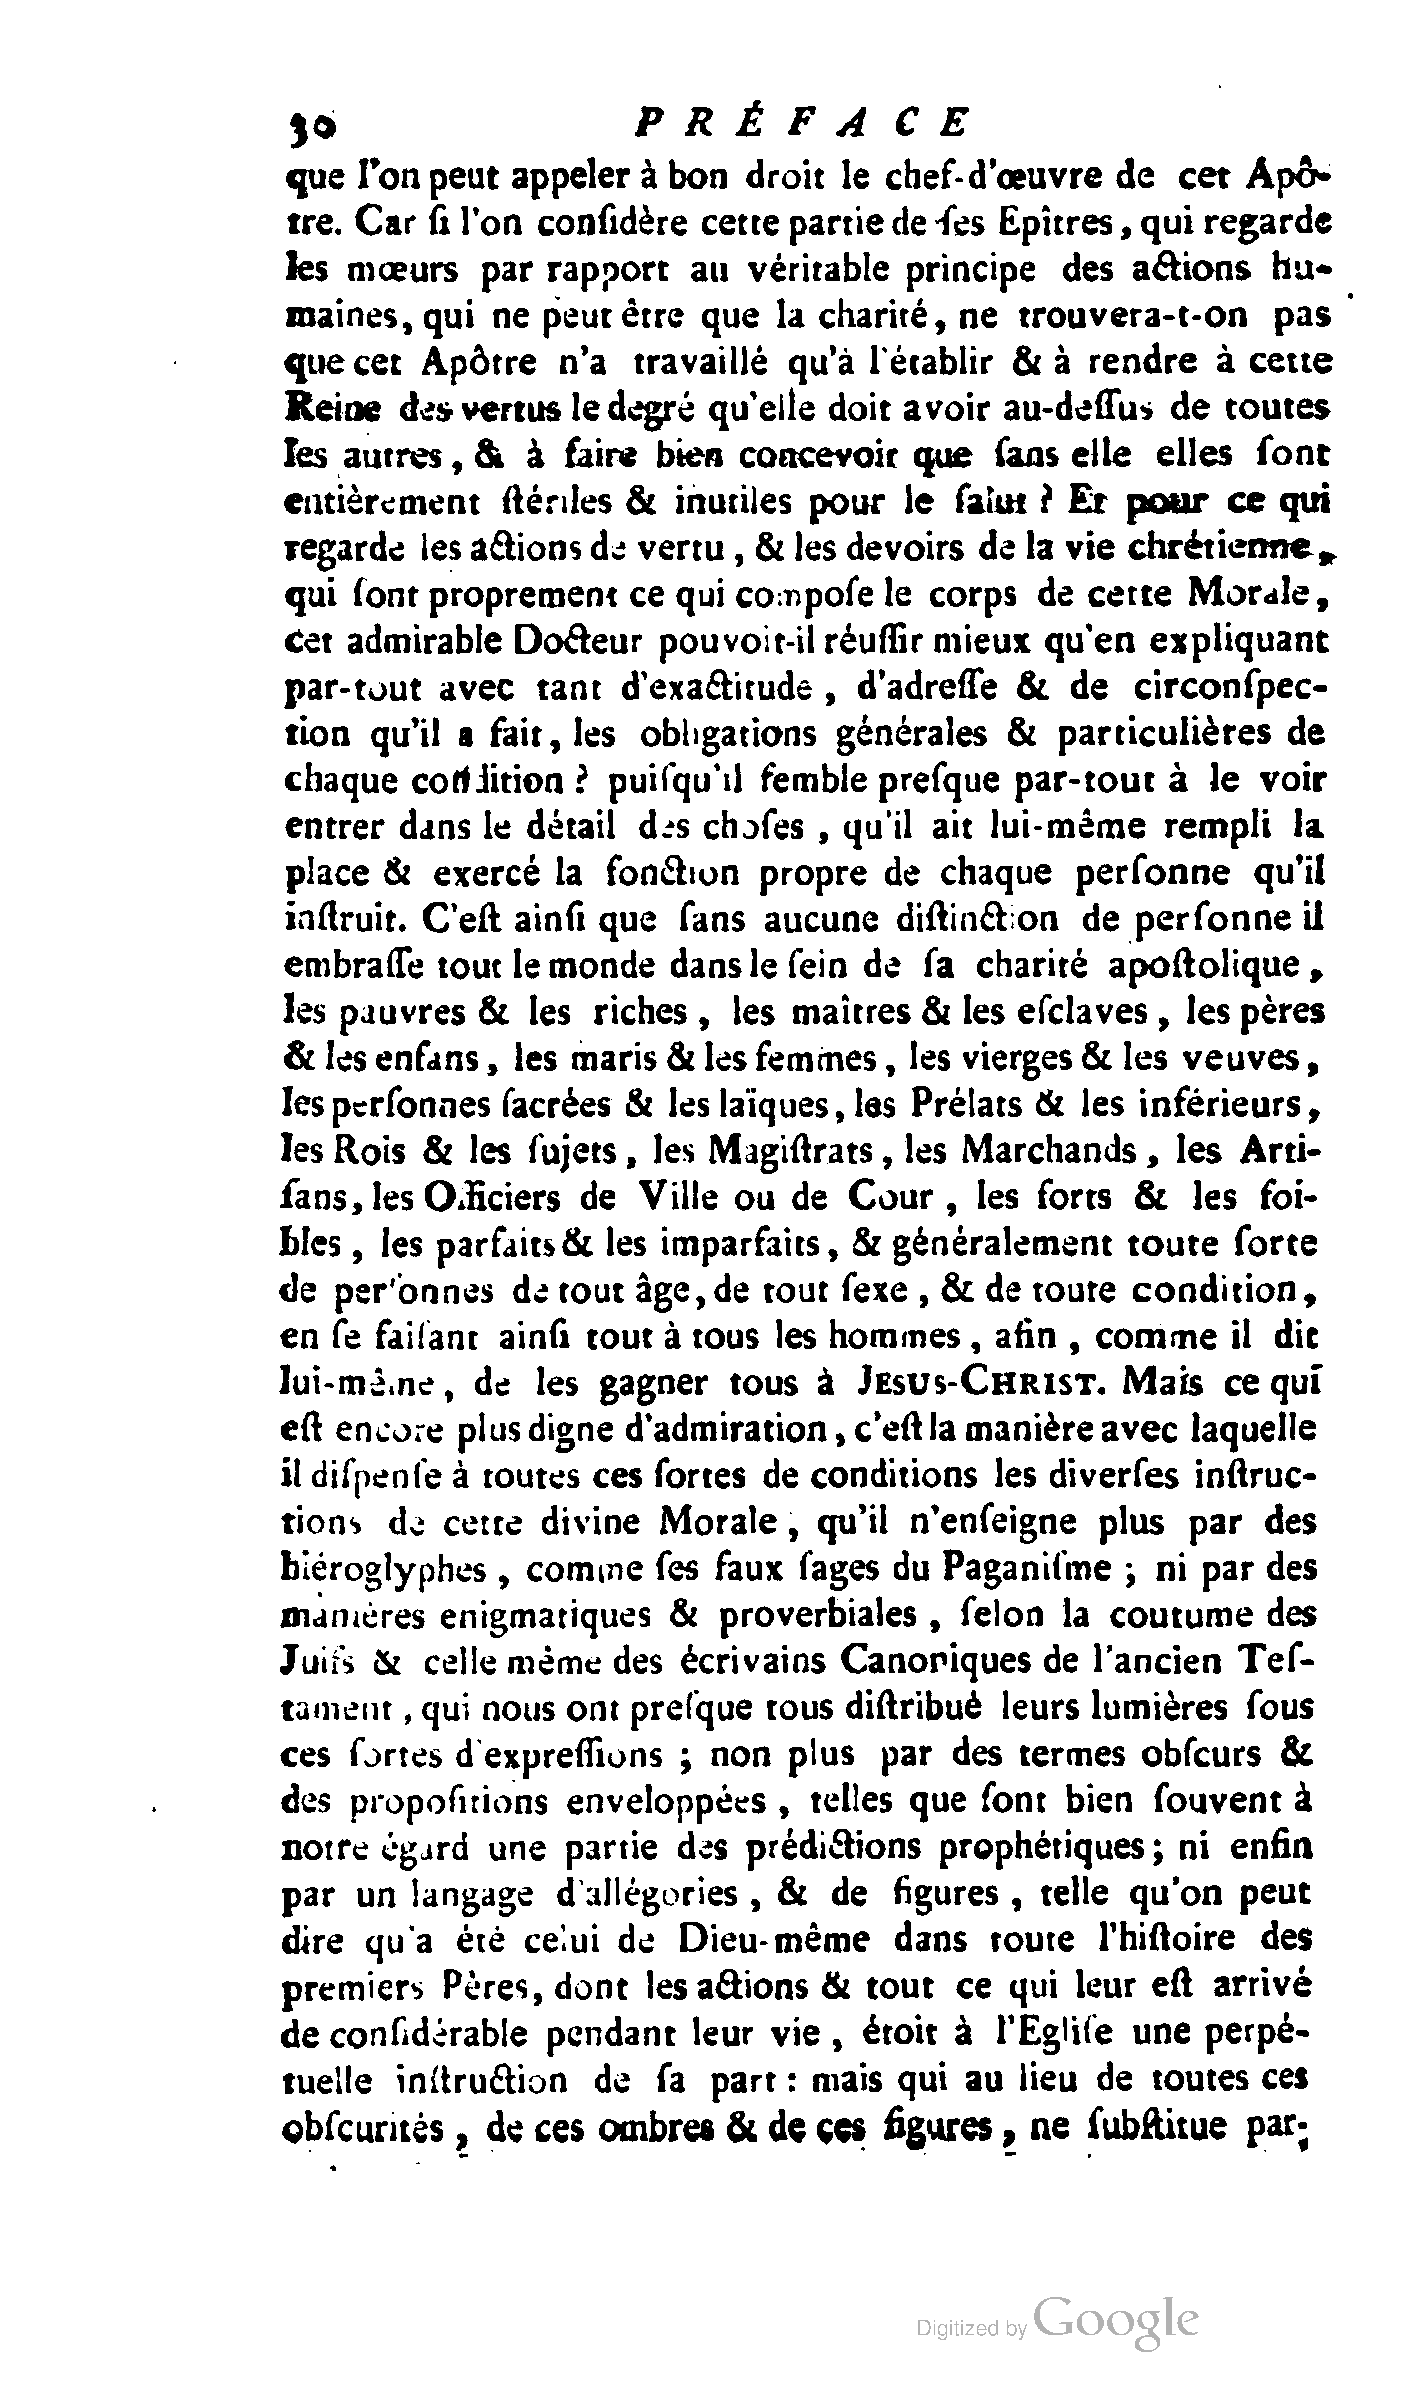 30 PRÉFACE
que l'on peut appeler à bon droit le chef-d'œuvre de cet Apô-
tre. Car ſi l'on conſidère cette partie de ſes Epîtres, qui regarde
les mœurs par rapport au véritable principe des actions hu-
maines, qui ne peut être que la charité, ne trouvera-t-on pas
que cet Apôtre n'a travaillé qu'à l'établir & à rendre à cette
Reine des vertus le degré qu'elle doit avoir au-deſſus de toutes
les autres, & à faire bien concevoir que ſans elle elles ſont
entièrement ſtériles & inutiles pour le ſalut ? Et pour ce qui
regarde les actions de vertu, & les devoirs de la vie chrétienne,
qui ſont proprement ce qui compoſe le corps de cette Morale,
cet admirable Docteur pouvoit-il réuſſir mieux qu'en expliquant
par-tout avec tant d'exactitude, d'adreſſe & de circonſpec-
tion qu'il a fait, les obligations générales & particulières de
chaque condition ? puiſqu'il ſemble preſque par-tout à le voir
entrer dans le détail des choſes, qu'il ait lui-même rempli la
place & exercé la fonction propre de chaque perſonne qu'il
inſtruit. C'eſt ainſi que ſans aucune diſtinction de perſonne il
embraſſe tout le monde dans le ſein de ſa charité apoſtolique,
les pauvres & les riches, les maîtres & les eſclaves, les pères
& les enfans, les maris & les femmes, les vierges & les veuves,
les perſonnes ſacrées & les laïques, les Prélats & les inférieurs,
les Rois & les ſujets, les Magiſtrats, les Marchands, les Arti-
ſans, les Officiers de Ville ou de Cour, les forts & les foi-
bles, les parfaits & les imparfaits, & généralement toute ſorte
de perſonnes de tout âge, de tout ſexe, & de toute condition,
en ſe faiſant ainſi tout à tous les hommes, afin, comme il dit
lui-même, de les gagner tous à JESUS-CHRIST. Mais ce qui
eſt encore plus digne d'admiration, c'eſt la manière avec laquelle
il diſpenſe à toutes ces ſortes de conditions les diverſes inſtruc-
tions de cette divine Morale, qu'il n'enſeigne plus par des
hiéroglyphes, comme ſes faux ſages du Paganiſme ; ni par des
manières enigmatiques & proverbiales, ſelon la coutume des
Juifs & celle même des écrivains Canoniques de l'ancien Teſ-
tament, qui nous ont preſque tous diſtribué leurs lumières ſous
ces ſortes d'expreſſions ; non plus par des termes obſcurs &
des propoſitions enveloppées, telles que ſont bien ſouvent à
notre égard une partie des prédictions prophétiques ; ni enfin
par un langage d'allégories, & de figures, telle qu'on peut
dire qu'a été celui de Dieu-même dans toute l'hiſtoire des
premiers Pères, dont les actions & tout ce qui leur eſt arrivé
de conſidérable pendant leur vie, étoit à l'Egliſe une perpé-
tuelle inſtruction de ſa part : mais qui au lieu de toutes ces
obſcurités, de ces ombres & de ces figures, ne ſubſtitue par-
Digitized by Google